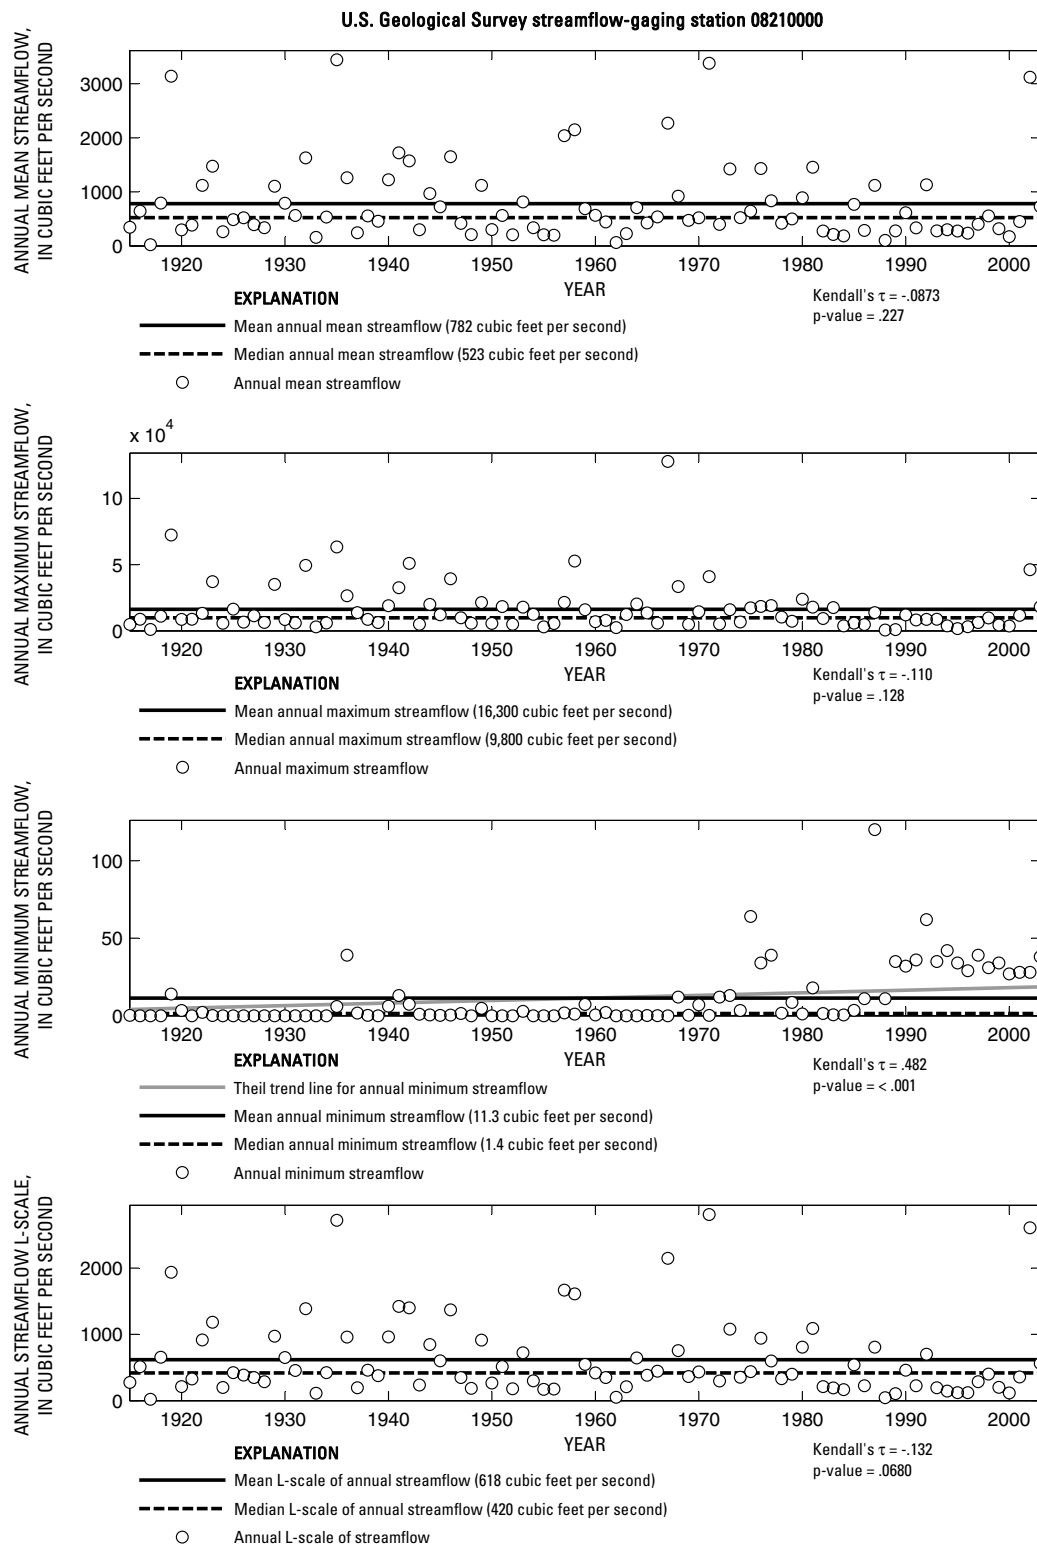 U.S. Geological Survey streamflow-gaging station 08210000
ANNUAL MEAN STREAMFLOW,
IN CUBIC FEET PER SECOND
3000
2000
1000
0
1920 1930 1940 1950 1960 1970 1980 1990 2000
YEAR
EXPLANATION
Mean annual mean streamflow (782 cubic feet per second)
Median annual mean streamflow (523 cubic feet per second)
Annual mean streamflow
Kendall's τ = -.0873
p-value = .227
ANNUAL MAXIMUM STREAMFLOW,
IN CUBIC FEET PER SECOND
x 10^4
10
5
0
1920 1930 1940 1950 1960 1970 1980 1990 2000
YEAR
EXPLANATION
Mean annual maximum streamflow (16,300 cubic feet per second)
Median annual maximum streamflow (9,800 cubic feet per second)
Annual maximum streamflow
Kendall's τ = -.110
p-value = .128
ANNUAL MINIMUM STREAMFLOW,
IN CUBIC FEET PER SECOND
100
50
0
1920 1930 1940 1950 1960 1970 1980 1990 2000
YEAR
EXPLANATION
Theil trend line for annual minimum streamflow
Mean annual minimum streamflow (11.3 cubic feet per second)
Median annual minimum streamflow (1.4 cubic feet per second)
Annual minimum streamflow
Kendall's τ = .482
p-value = < .001
ANNUAL STREAMFLOW L-SCALE,
IN CUBIC FEET PER SECOND
2000
1000
0
1920 1930 1940 1950 1960 1970 1980 1990 2000
YEAR
EXPLANATION
Mean L-scale of annual streamflow (618 cubic feet per second)
Median L-scale of annual streamflow (420 cubic feet per second)
Annual L-scale of streamflow
Kendall's τ = -.132
p-value = .0680